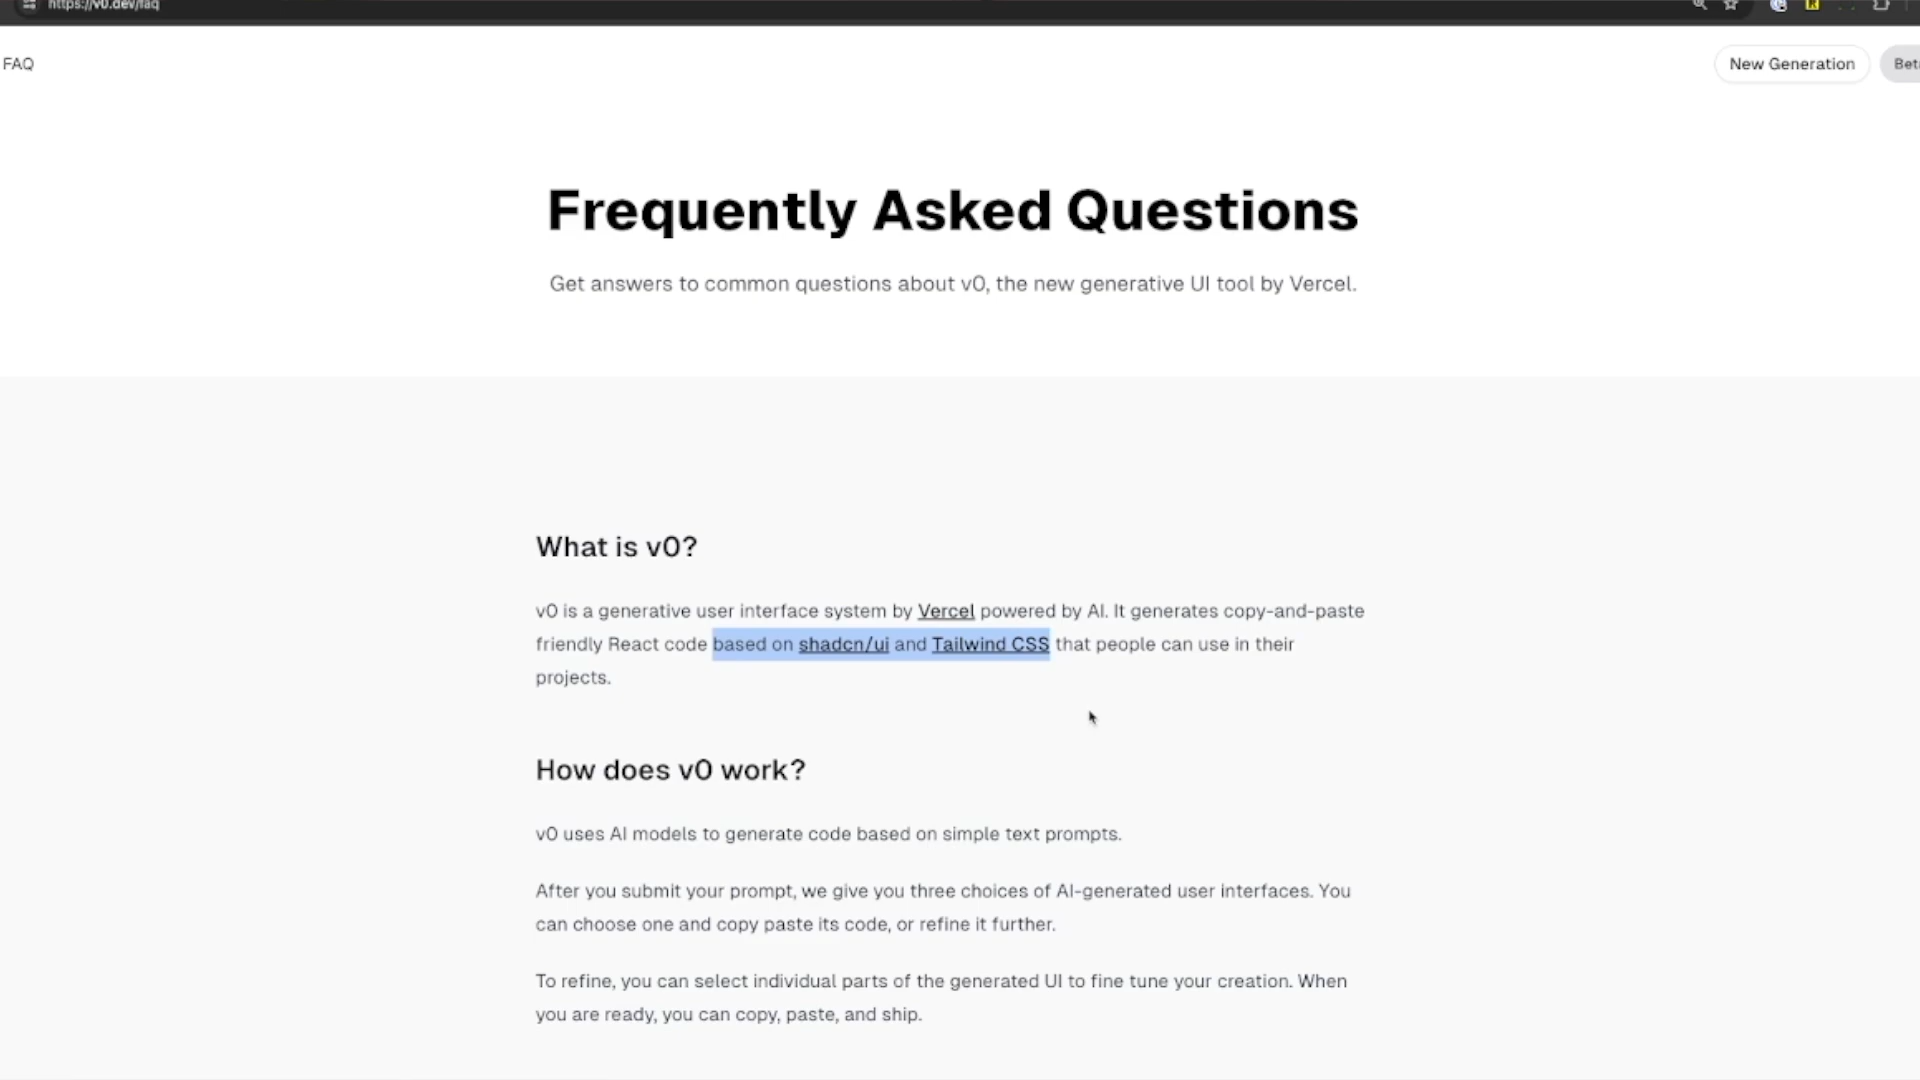 https://v0.dev/faq
FAQ
New Generation
Frequently Asked Questions
Get answers to common questions about v0, the new generative UI tool by Vercel.
What is v0?
v0 is a generative user interface system by Vercel powered by AI. It generates copy-and-paste
friendly React code based on shadcn/ui and Tailwind CSS that people can use in their
projects.
How does v0 work?
v0 uses AI models to generate code based on simple text prompts.
After you submit your prompt, we give you three choices of AI-generated user interfaces. You
can choose one and copy paste its code, or refine it further.
To refine, you can select individual parts of the generated UI to fine tune your creation. When
you are ready, you can copy, paste, and ship.